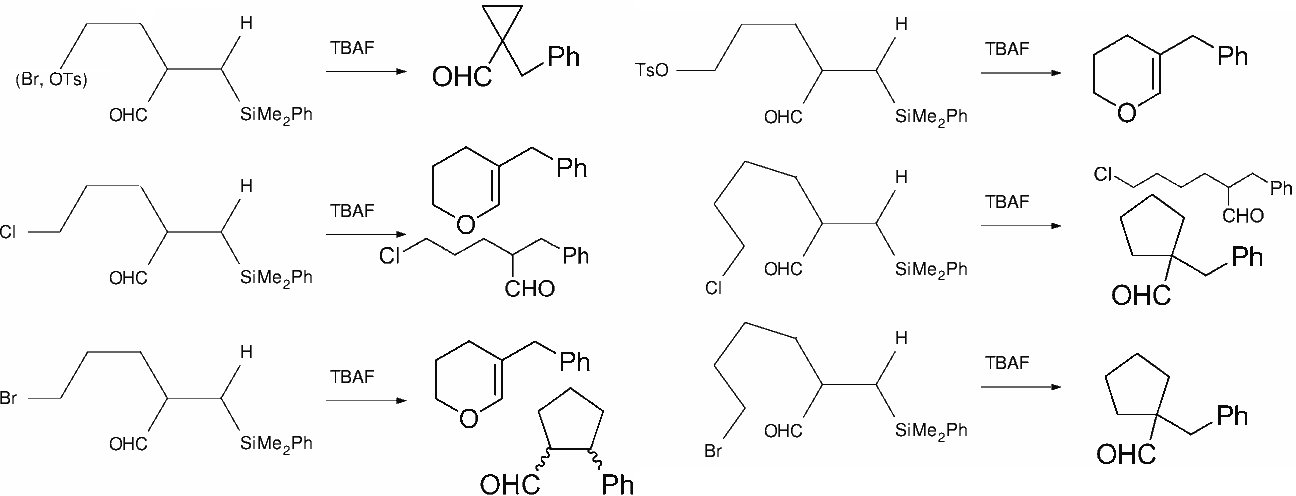 H
(Br, OTs)
OHC
SiMe2Ph
TBAF
OHC
Ph
H
TsO
OHC
SiMe2Ph
TBAF
Ph
O
H
Cl
OHC
SiMe2Ph
TBAF
Ph
O
Cl
Ph
CHO
H
Cl
OHC
SiMe2Ph
TBAF
Cl
Ph
CHO
Ph
OHC
H
Br
OHC
SiMe2Ph
TBAF
Ph
O
OHC
Ph
H
Br
OHC
SiMe2Ph
TBAF
Ph
OHC